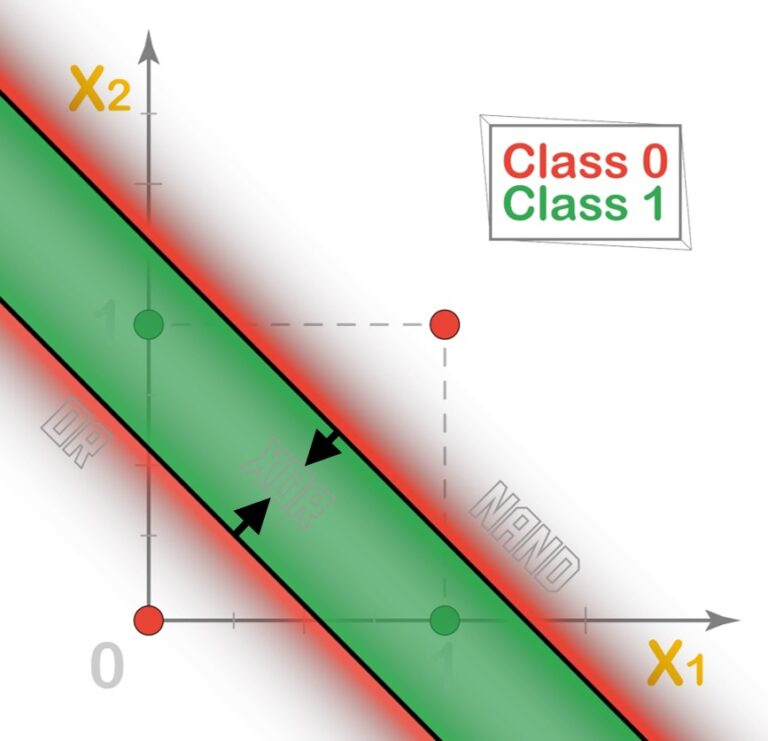 X2
Class 0
Class 1
1
OR
XOR
NAND
0
1
X1